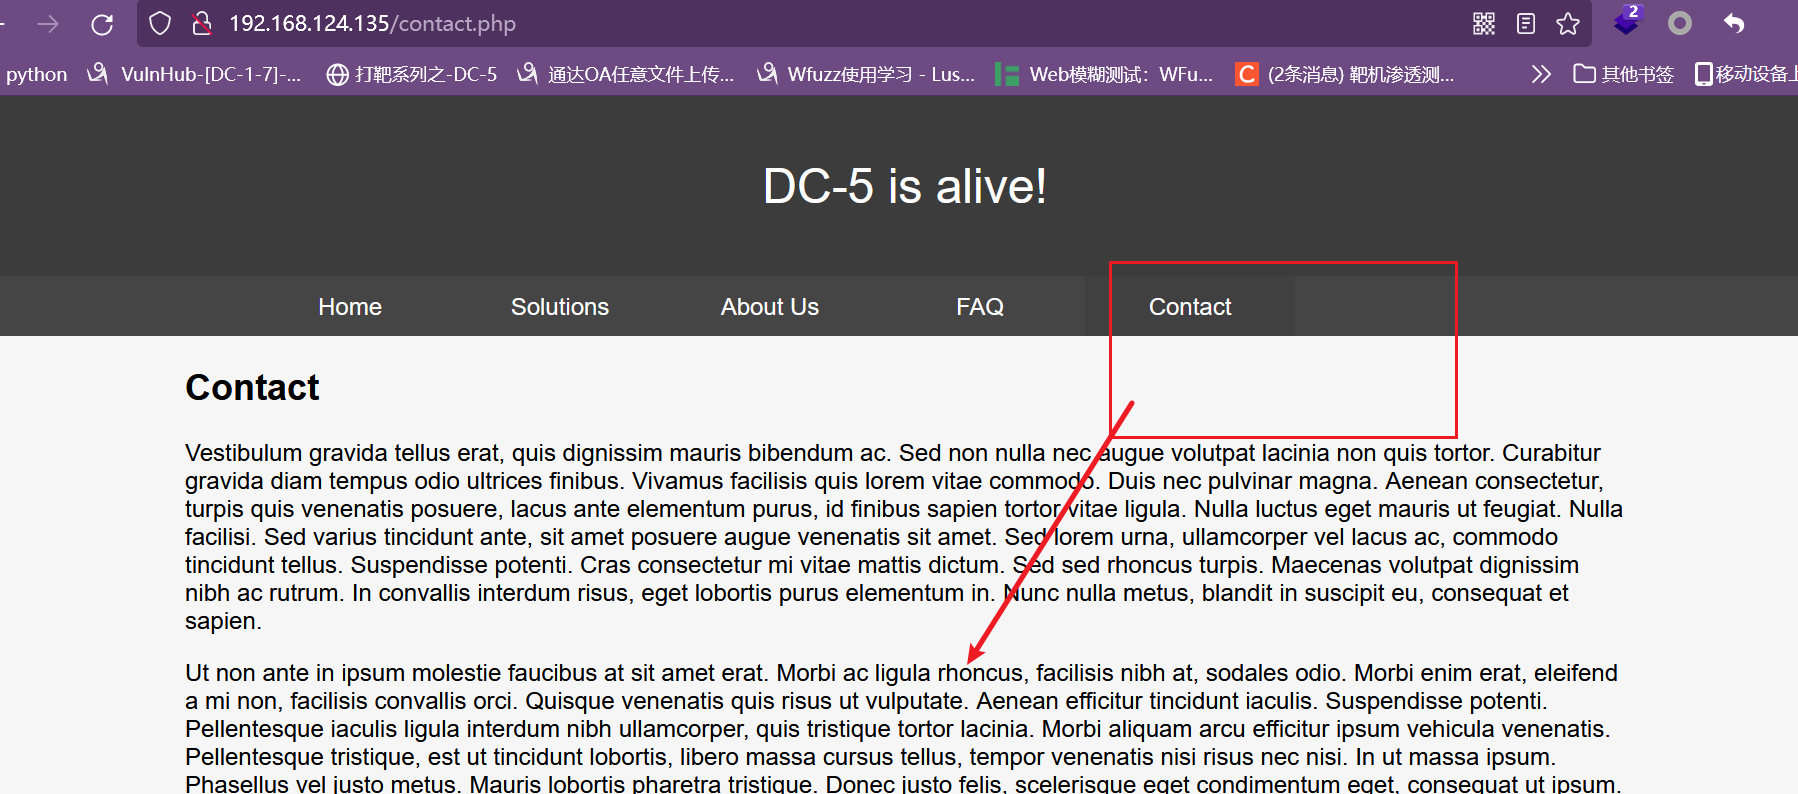 192.168.124.135/contact.php
2
python VulnHub-[DC-1-7]-... 打靶系列之-DC-5 通达OA任意文件上传... Wfuzz使用学习 - Lus... Web模糊测试：WFu... C (2条消息) 靶机渗透测... 其他书签 移动设备上
DC-5 is alive!
Home Solutions About Us FAQ Contact
Contact
Vestibulum gravida tellus erat, quis dignissim mauris bibendum ac. Sed non nulla nec augue volutpat lacinia non quis tortor. Curabitur
gravida diam tempus odio ultrices finibus. Vivamus facilisis quis lorem vitae commodo. Duis nec pulvinar magna. Aenean consectetur,
turpis quis venenatis posuere, lacus ante elementum purus, id finibus sapien tortor vitae ligula. Nulla luctus eget mauris ut feugiat. Nulla
facilisi. Sed varius tincidunt ante, sit amet posuere augue venenatis sit amet. Sed lorem urna, ullamcorper vel lacus ac, commodo
tincidunt tellus. Suspendisse potenti. Cras consectetur mi vitae mattis dictum. Sed sed rhoncus turpis. Maecenas volutpat dignissim
nibh ac rutrum. In convallis interdum risus, eget lobortis purus elementum in. Nunc nulla metus, blandit in suscipit eu, consequat et
sapien.
Ut non ante in ipsum molestie faucibus at sit amet erat. Morbi ac ligula rhoncus, facilisis nibh at, sodales odio. Morbi enim erat, eleifend
a mi non, facilisis convallis orci. Quisque venenatis quis risus ut vulputate. Aenean efficitur tincidunt iaculis. Suspendisse potenti.
Pellentesque iaculis ligula interdum nibh ullamcorper, quis tristique tortor lacinia. Morbi aliquam arcu efficitur ipsum vehicula venenatis.
Pellentesque tristique, est ut tincidunt lobortis, libero massa cursus tellus, tempor venenatis nisi risus nec nisi. In ut massa ipsum.
Phasellus vel justo metus. Mauris lobortis pharetra tristique. Donec justo felis, scelerisque eget condimentum eget, consequat ut ipsum.